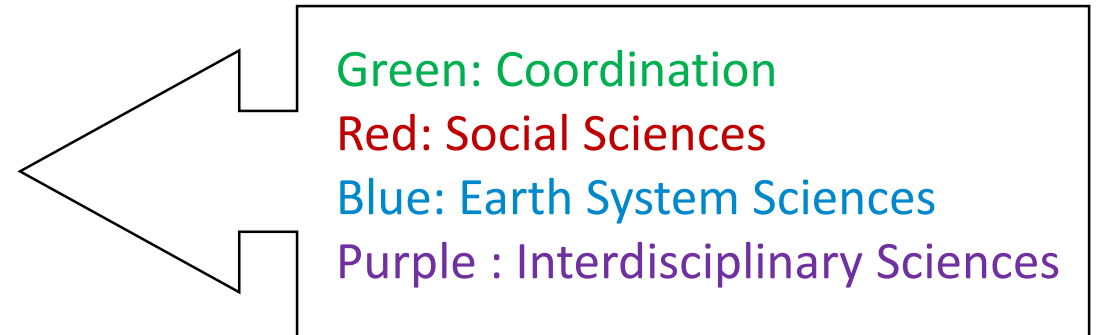 Green: Coordination
Red: Social Sciences
Blue: Earth System Sciences
Purple : Interdisciplinary Sciences